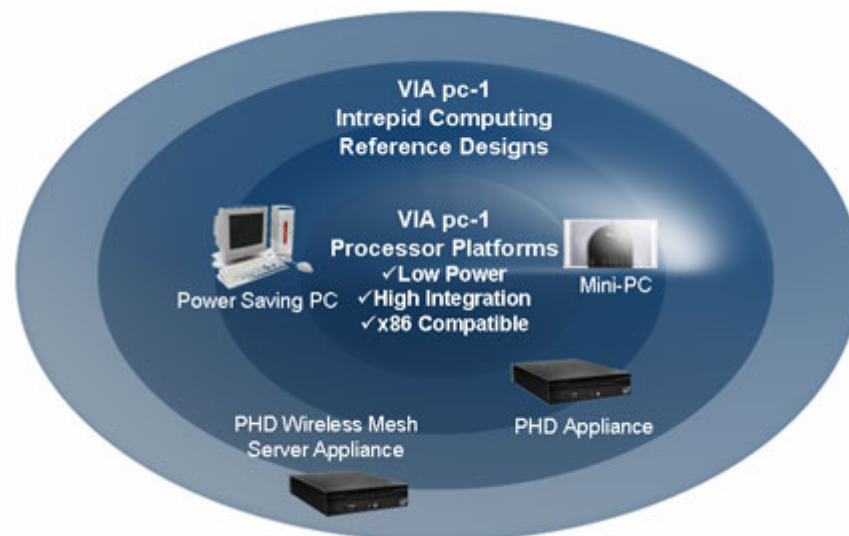 VIA pc-1
Intrepid Computing
Reference Designs
VIA pc-1
Processor Platforms
✓Low Power
✓High Integration
✓x86 Compatible
Power Saving PC
Mini-PC
PHD Wireless Mesh
Server Appliance
PHD Appliance